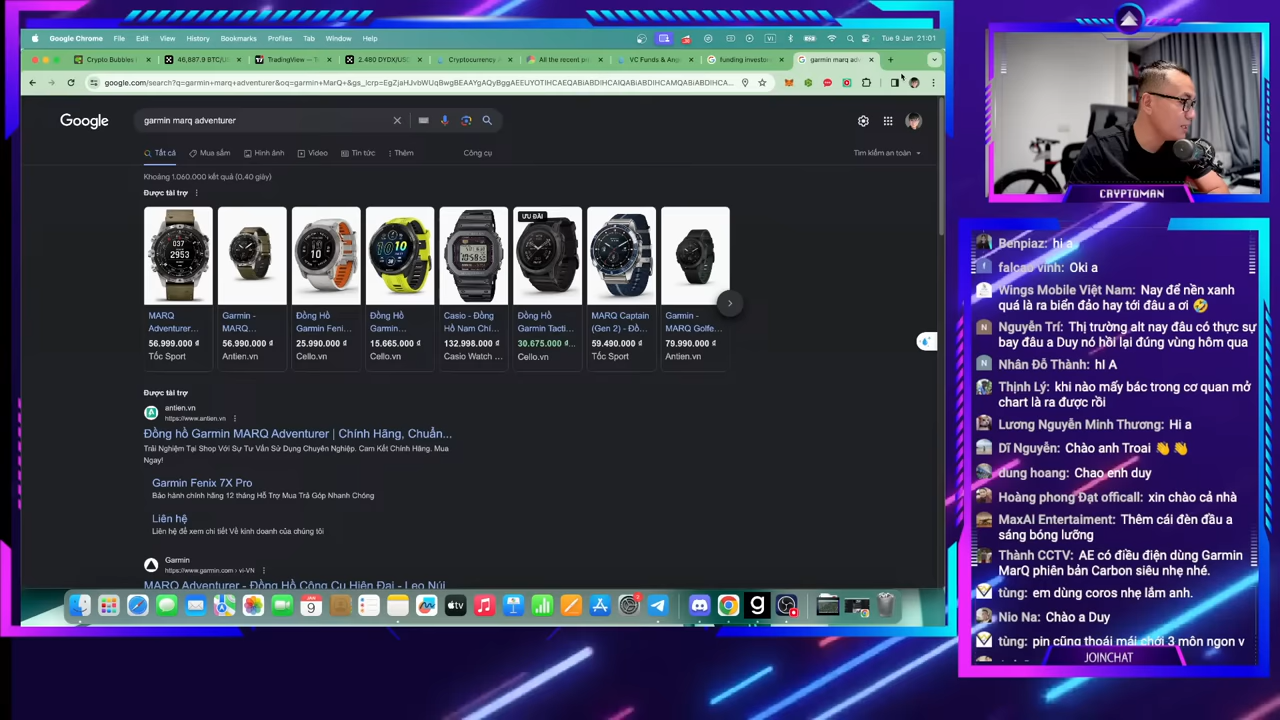 Google Chrome File Edit View History Bookmarks Profiles Tab Window Help
VI
Tue 9 Jan 21:01
Crypto Bubbles
46,887.9 BTC/U
TradingView –
2.480 DYDX/USD
Cryptocurrency
All the recent p
VC Funds & Ang
funding investor
garmin marq adv
Google
garmin marq adventurer
Tất cả
Mua sắm
Hình ảnh
Video
Tin tức
Thêm
Công cụ
Tìm kiếm an toàn
Khoảng 1.060.000 kết quả (0,40 giây)
Được tài trợ
MARQ
Adventurer...
56.999.000 ₫
Tốc Sport
Garmin -
MARQ...
56.990.000 ₫
Antien.vn
Đồng Hồ
Garmin Feni...
25.990.000 ₫
Cello.vn
Đồng Hồ
Garmin...
15.665.000 ₫
Cello.vn
Casio - Đồng
Hồ Nam Chí...
132.998.000 ₫
Casio Watch ...
ƯU ĐÃI
Đồng Hồ
Garmin Tacti...
30.675.000 ₫...
Cello.vn
MARQ Captain
(Gen 2) - Đồ...
59.490.000 ₫
Tốc Sport
Garmin -
MARQ Golfe...
79.990.000 ₫
Antien.vn
Được tài trợ
antien.vn
https://www.antien.vn
Đồng hồ Garmin MARQ Adventurer | Chính Hãng, Chuẩn...
Trải Nghiệm Tại Shop Với Sự Tư Vấn Sử Dụng Chuyên Nghiệp. Cam Kết Chính Hãng. Mua
Ngay!
Garmin Fenix 7X Pro
Bảo hành chính hãng 12 tháng Hỗ Trợ Mua Trả Góp Nhanh Chóng
Liên hệ
Liên hệ để xem chi tiết Về kinh doanh của chúng tôi
Garmin
https://www.garmin.com › vi-VN
MARQ Adventurer - Đồng Hồ Công Cụ Hiện Đại - Leo Núi
CRYPTOMAN
Benpiaz: hi a
falcao vinh: Oki a
Wings Mobile Việt Nam: Nay để nền xanh
quá là ra biển đảo hay tới đâu a ơi 🤣
Nguyễn Trí: Thị trường alt nay đâu có thực sự
bay đâu a Duy nó hồi lại đúng vùng hôm qua
Nhân Đỗ Thành: hI A
Thịnh Lý: khi nào mấy bác trong cơ quan mở
chart là ra được rồi
Lương Nguyễn Minh Thương: Hi a
Dĩ Nguyễn: Chào anh Troai 👋 👋
dung hoang: Chao enh duy
Hoàng phong Đạt officall: xin chào cả nhà
MaxAI Entertaiment: Thêm cái đèn đầu a
sáng bóng lưỡng
Thành CCTV: AE có điều điện dùng Garmin
MarQ phiên bản Carbon siêu nhẹ nhé.
tùng: em dùng coros nhẹ lắm anh.
Nio Na: Chào a Duy
tùng: pin cũng thoải mái chơi 3 môn ngon v
JOINCHAT